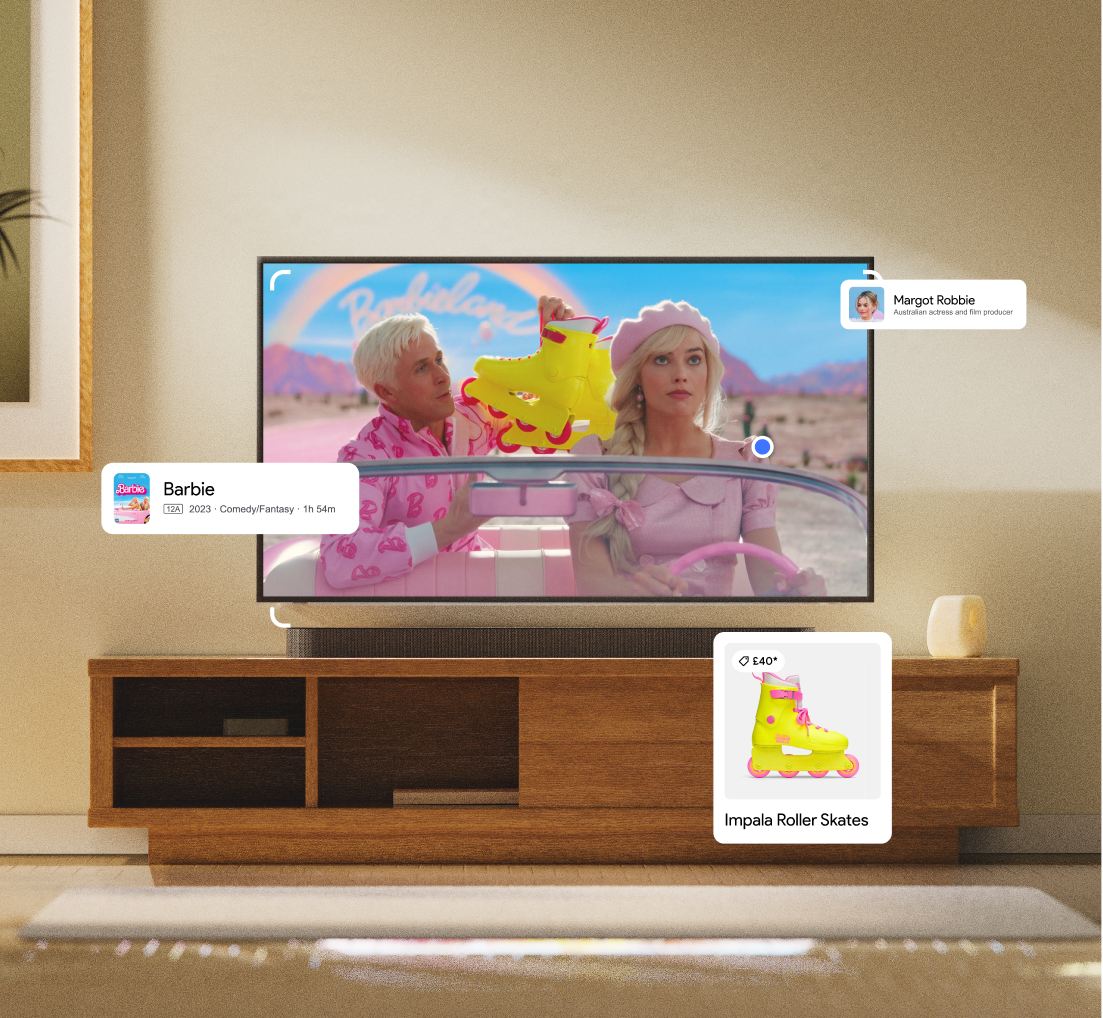 Barbieland
Margot Robbie
Australian actress and film producer
Barbie
12A 2023 · Comedy/Fantasy · 1h 54m
£40*
Impala Roller Skates